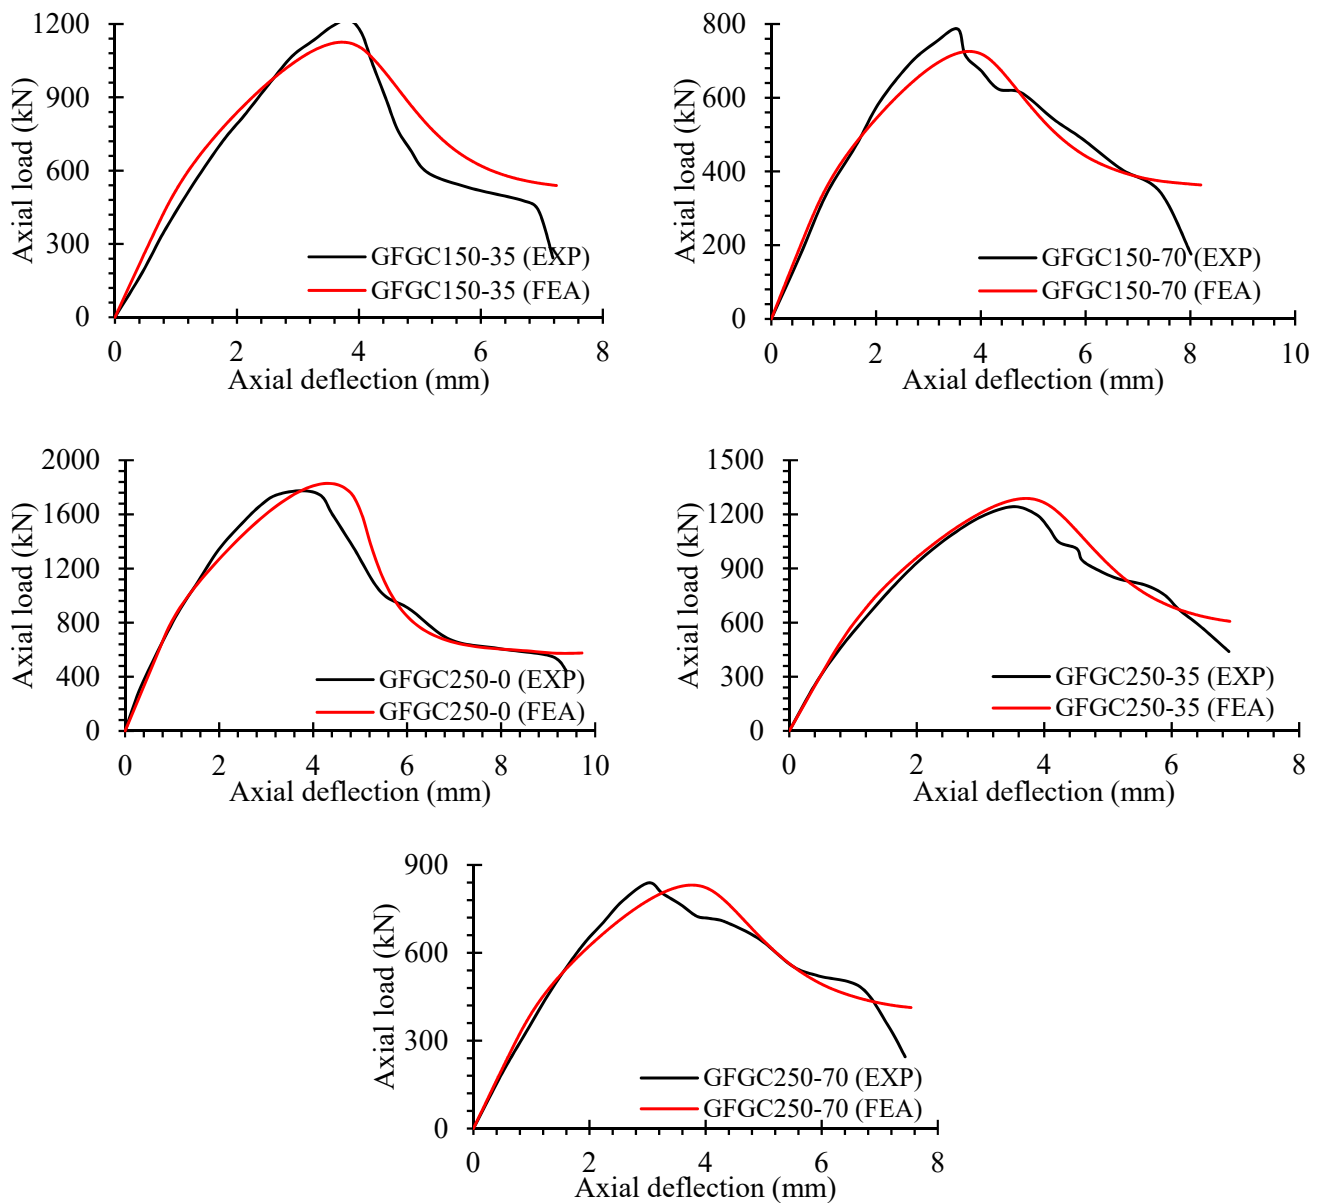 1200
900
600
300
0
Axial load (kN)
GFGC150-35 (EXP)
GFGC150-35 (FEA)
0 2 4 6 8
Axial deflection (mm)
800
600
400
200
0
Axial load (kN)
GFGC150-70 (EXP)
GFGC150-70 (FEA)
0 2 4 6 8 10
Axial deflection (mm)
2000
1600
1200
800
400
0
Axial load (kN)
GFGC250-0 (EXP)
GFGC250-0 (FEA)
0 2 4 6 8 10
Axial deflection (mm)
1500
1200
900
600
300
0
Axial load (kN)
GFGC250-35 (EXP)
GFGC250-35 (FEA)
0 2 4 6 8
Axial deflection (mm)
900
600
300
0
Axial load (kN)
GFGC250-70 (EXP)
GFGC250-70 (FEA)
0 2 4 6 8
Axial deflection (mm)